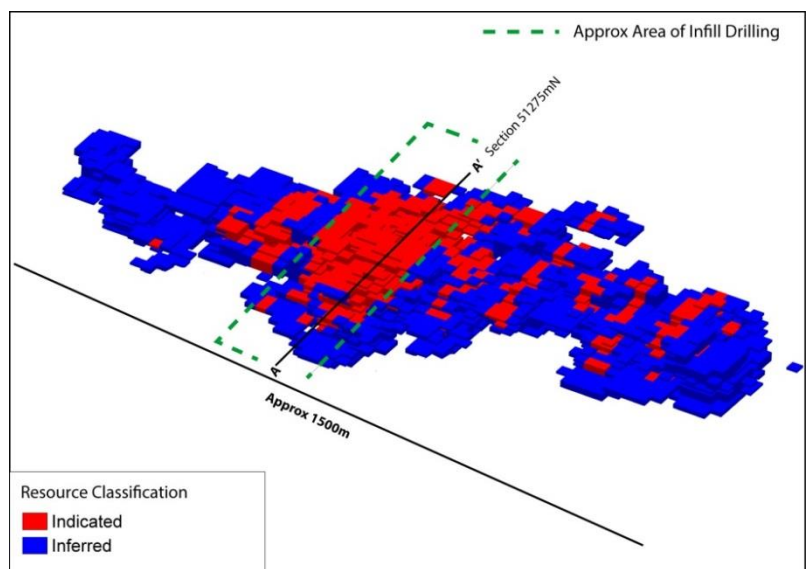 Approx Area of Infill Drilling
Section 51275mN
A'
A
Approx 1500m
Resource Classification
Indicated
Inferred